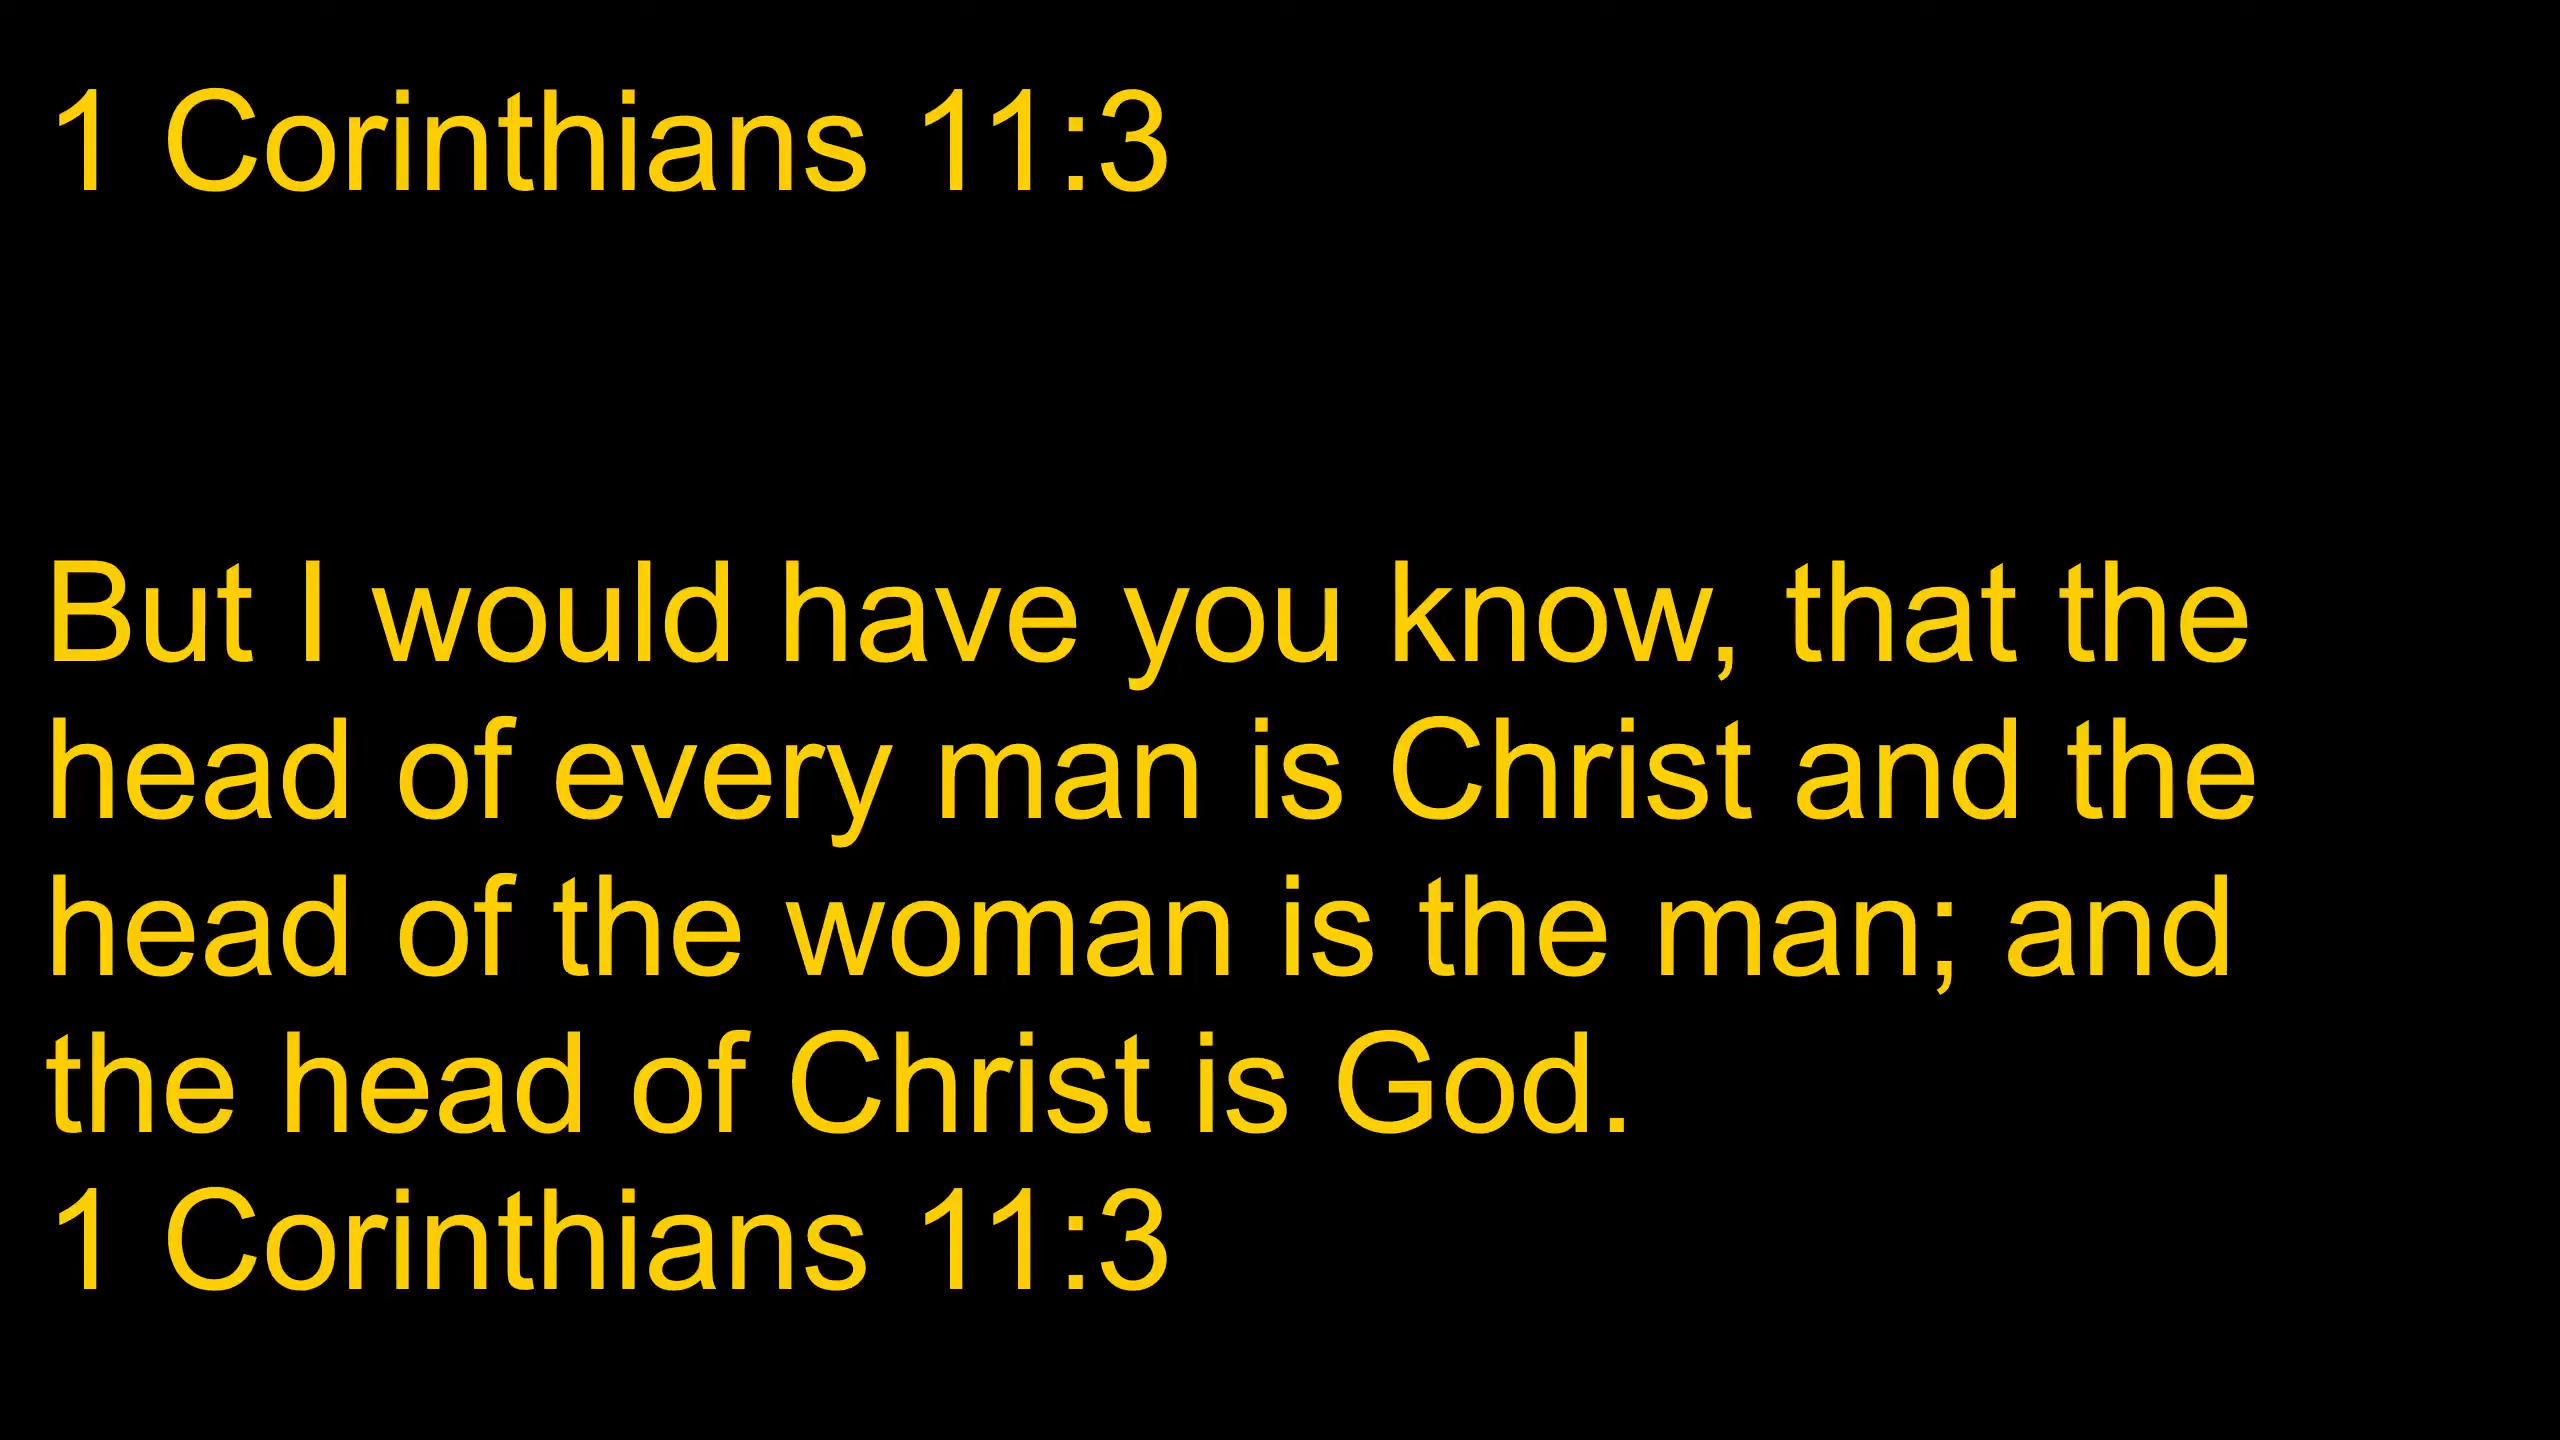 1 Corinthians 11:3
But I would have you know, that the
head of every man is Christ and the
head of the woman is the man; and
the head of Christ is God.
1 Corinthians 11:3